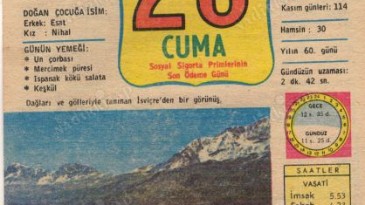 DOĞAN ÇOCUĞA İSİM:
Erkek: Esat
Kız : Nihal
GÜNÜN YEMEĞİ:
* Un çorbası
* Mercimek püresi
* Ispanak kökü salata
* Keşkül
CUMA
Sosyal Sigorta Primlerinin
Son Ödeme Günü
Kasım günleri: 114
Hamsin : 30
Yılın 60. günü
Gündüzün uzaması:
2 dk. 42 sn.
Dağları ve gölleriyle tanınan İsviçre'den bir görünüş.
GECE
12 s. 45 d.
GÜNDÜZ
11 s. 25 d.
SAATLER
VASATİ
İmsak 5.53